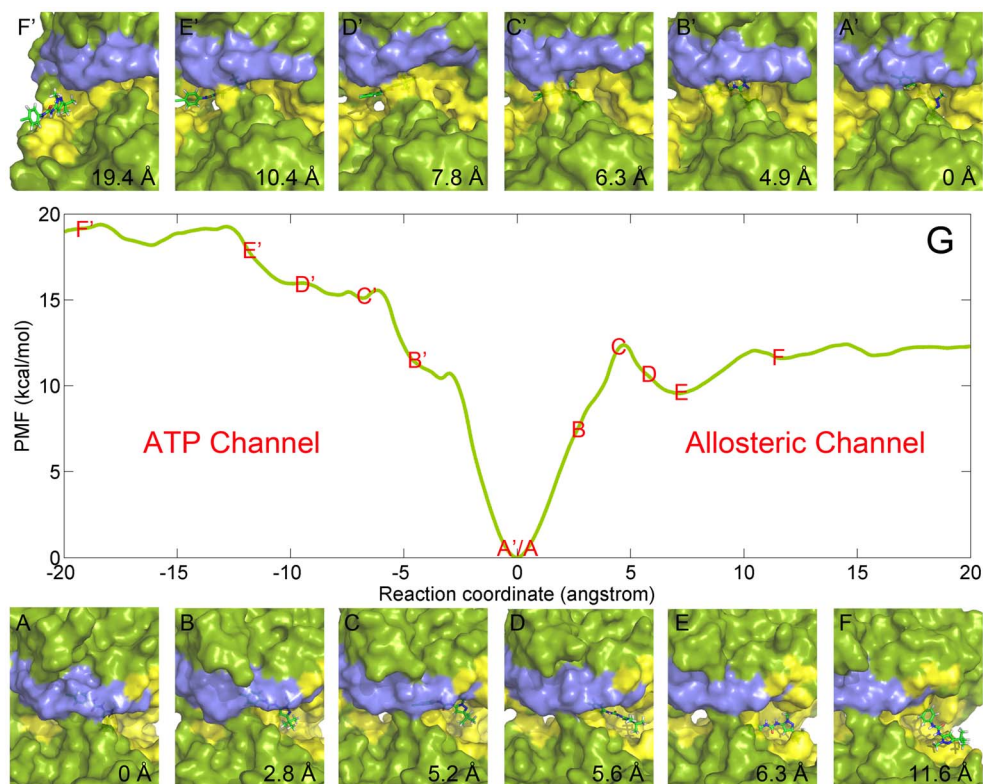 F' E' D' C' B' A'
19.4 Å 10.4 Å 7.8 Å 6.3 Å 4.9 Å 0 Å
G
20
15
10
5
0
PMF (kcal/mol)
F'
E'
D'
C'
B'
A'/A
B
C
D
E
F
ATP Channel
Allosteric Channel
-20 -15 -10 -5 0 5 10 15 20
Reaction coordinate (angstrom)
A B C D E F
0 Å 2.8 Å 5.2 Å 5.6 Å 6.3 Å 11.6 Å